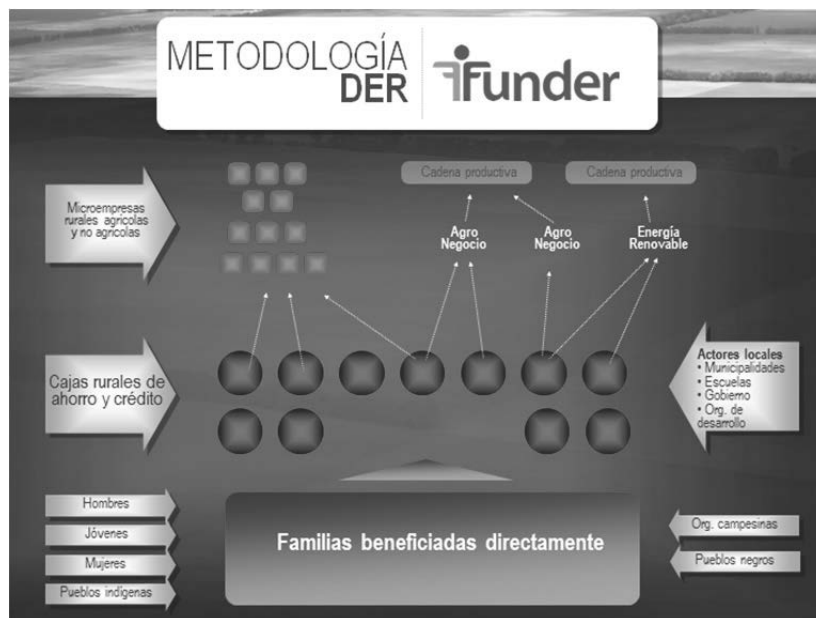 METODOLOGÍA
DER
Funder
Cadena productiva
Cadena productiva
Microempresas
rurales agrícolas
y no agrícolas
Agro
Negocio
Agro
Negocio
Energía
Renovable
Cajas rurales de
ahorro y crédito
Actores locales
• Municipalidades
• Escuelas
• Gobierno
• Org. de
desarrollo
Hombres
Jóvenes
Mujeres
Pueblos indígenas
Familias beneficiadas directamente
Org. campesinas
Pueblos negros